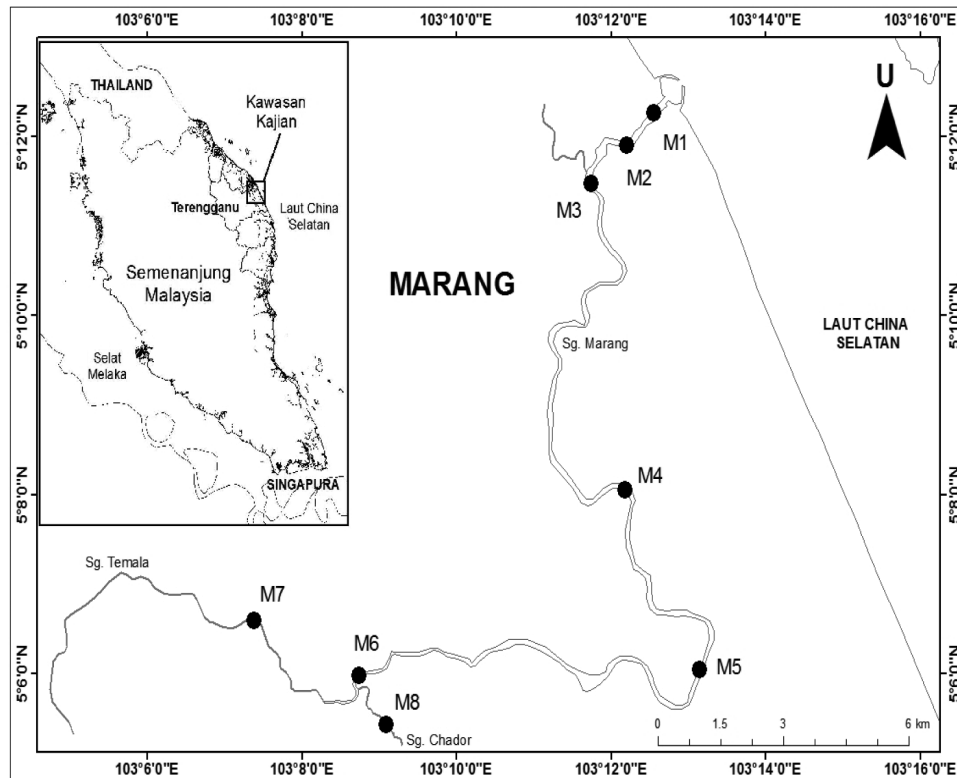 103°6'0"E 103°8'0"E 103°10'0"E 103°12'0"E 103°14'0"E 103°16'0"E
THAILAND
Kawasan
Kajian
Terengganu
Laut China
Selatan
Semenanjung
Malaysia
Selat
Melaka
SINGAPURA
U
M1
M2
M3
MARANG
Sg. Marang
LAUT CHINA
SELATAN
M4
Sg. Temala
M7
M6
M5
M8
Sg. Chador
0 1.5 3 6 km
5°12'0"N
5°10'0"N
5°8'0"N
5°6'0"N
5°12'0"N
5°10'0"N
5°8'0"N
5°6'0"N
103°6'0"E 103°8'0"E 103°10'0"E 103°12'0"E 103°14'0"E 103°16'0"E